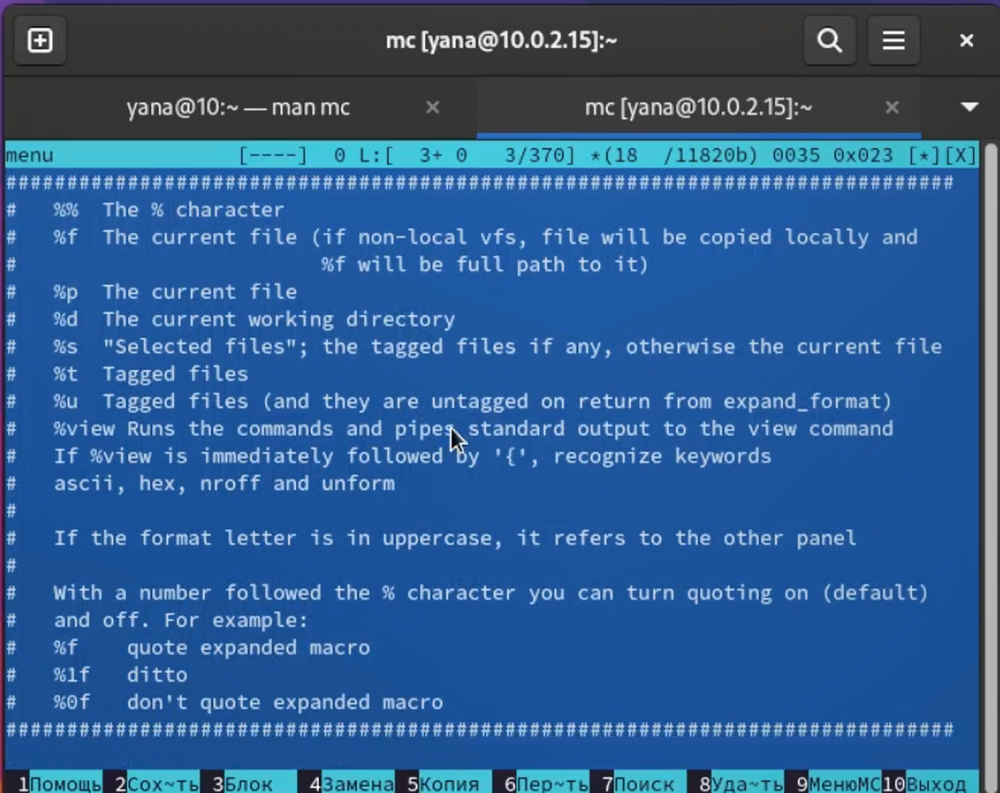 mc [yana@10.0.2.15]:~
yana@10:~ — man mc
mc [yana@10.0.2.15]:~
menu [----] 0 L:[ 3+ 0 3/370] *(18 /11820b) 0035 0x023 [*][X]
##############################################################################
# %% The % character
# %f The current file (if non-local vfs, file will be copied locally and
# %f will be full path to it)
# %p The current file
# %d The current working directory
# %s "Selected files"; the tagged files if any, otherwise the current file
# %t Tagged files
# %u Tagged files (and they are untagged on return from expand_format)
# %view Runs the commands and pipes standard output to the view command
# If %view is immediately followed by '{', recognize keywords
# ascii, hex, nroff and unform
#
# If the format letter is in uppercase, it refers to the other panel
#
# With a number followed the % character you can turn quoting on (default)
# and off. For example:
# %f quote expanded macro
# %1f ditto
# %0f don't quote expanded macro
##############################################################################
1Помощь 2Сох~ть 3Блок 4Замена 5Копия 6Пер~ть 7Поиск 8Уда~ть 9МенюMC 10Выход